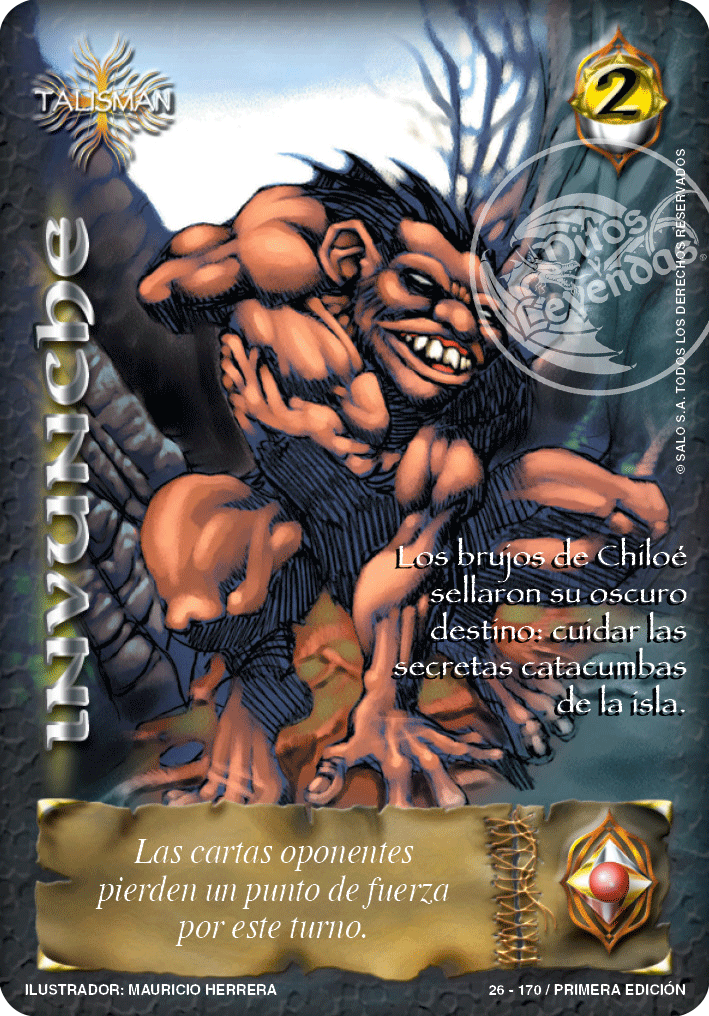 TALISMAN
2
Mitos y
Leyendas
®
© SALO S.A. TODOS LOS DERECHOS RESERVADOS
INVUNCHE
Los brujos de Chiloé
sellaron su oscuro
destino: cuidar las
secretas catacumbas
de la isla.
Las cartas oponentes
pierden un punto de fuerza
por este turno.
ILUSTRADOR: MAURICIO HERRERA
26 - 170 / PRIMERA EDICIÓN